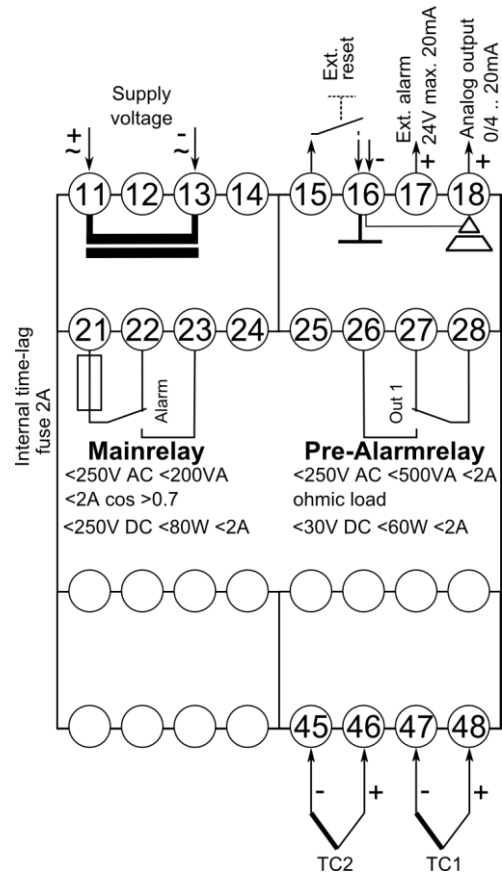 Supply
voltage
+
~
-
~
Ext.
reset
-
Ext. alarm
24V max. 20mA
+
Analog output
0/4 .. 20mA
+
11 12 13 14 15 16 17 18
21 22 23 24 25 26 27 28
Internal time-lag
fuse 2A
Alarm
Out 1
Mainrelay
<250V AC <200VA
<2A cos >0.7
<250V DC <80W <2A
Pre-Alarmrelay
<250V AC <500VA <2A
ohmic load
<30V DC <60W <2A
45 46 47 48
- + - +
TC2 TC1